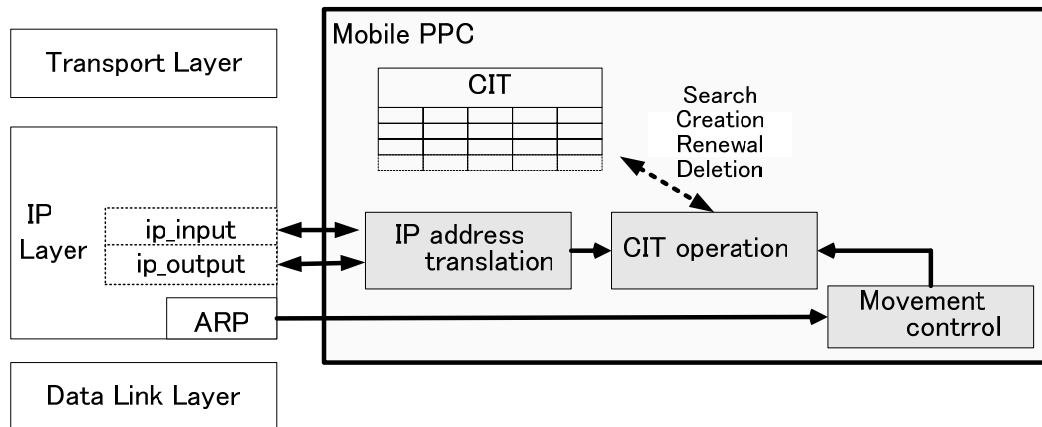 Transport Layer
IP
Layer
ip_input
ip_output
ARP
Data Link Layer
Mobile PPC
CIT
Search
Creation
Renewal
Deletion
IP address
translation
CIT operation
Movement
contrrol